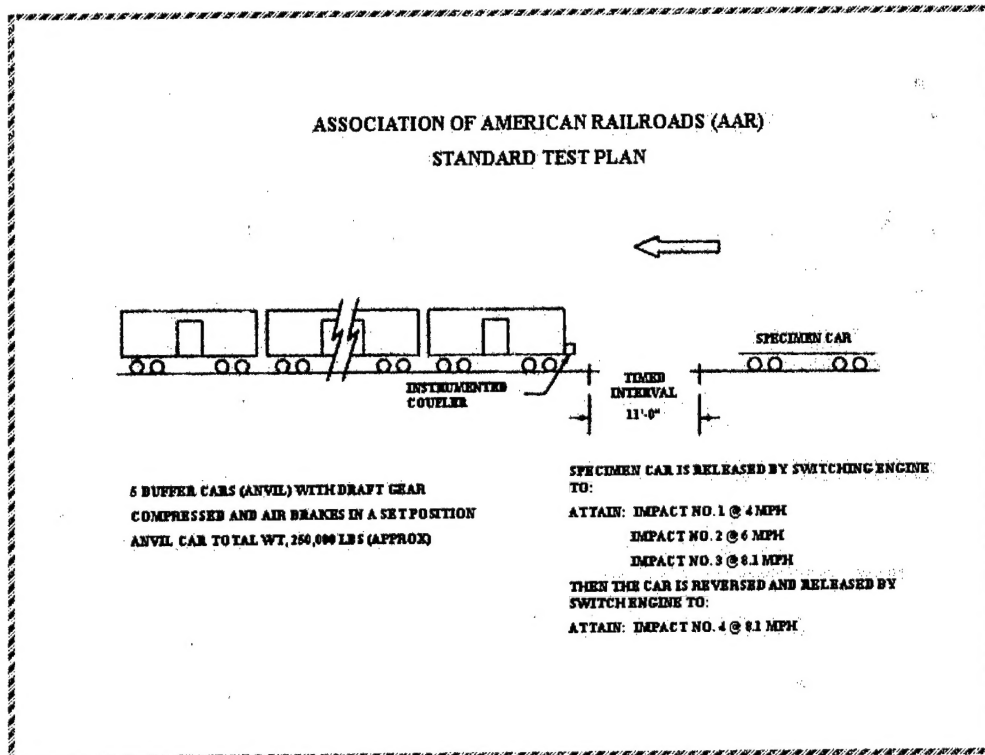 ASSOCIATION OF AMERICAN RAILROADS (AAR)
STANDARD TEST PLAN
SPECIMEN CAR
INSTRUMENTED
COUPLER
TIMED
INTERVAL
11'-0"
5 BUFFER CARS (ANVIL) WITH DRAFT GEAR
COMPRESSED AND AIR BRAKES IN A SET POSITION
ANVIL CAR TOTAL WT, 250,000 LBS (APPROX)
SPECIMEN CAR IS RELEASED BY SWITCHING ENGINE
TO:
ATTAIN: IMPACT NO. 1 @ 4 MPH
IMPACT NO. 2 @ 6 MPH
IMPACT NO. 3 @ 8.1 MPH
THEN THE CAR IS REVERSED AND RELEASED BY
SWITCH ENGINE TO:
ATTAIN: IMPACT NO. 4 @ 8.1 MPH